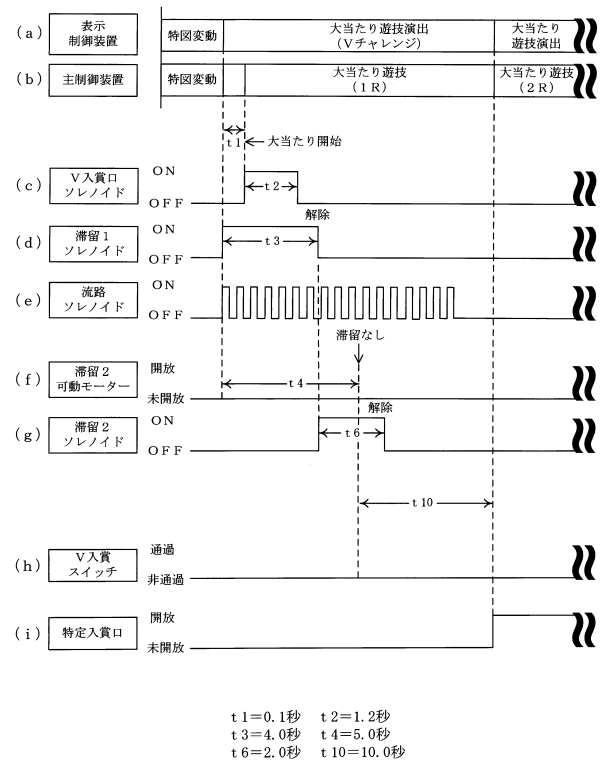 (a) 表示制御装置 特図変動 大当たり遊技演出 大当たり
(Vチャレンジ) 遊技演出
(b) 主制御装置 特図変動 大当たり遊技 大当たり遊技
(1R) (2R)
t1 大当たり開始
(c) V入賞口 ON
ソレノイド OFF
t2
解除
(d) 滞留1 ON
ソレノイド OFF
t3
(e) 流路 ON
ソレノイド OFF
滞留なし
(f) 滞留2 開放
可動モーター 未開放
t4
解除
(g) 滞留2 ON
ソレノイド OFF
t6
t10
(h) V入賞 通過
スイッチ 非通過
(i) 特定入賞口 開放
未開放
t1=0.1秒 t2=1.2秒
t3=4.0秒 t4=5.0秒
t6=2.0秒 t10=10.0秒